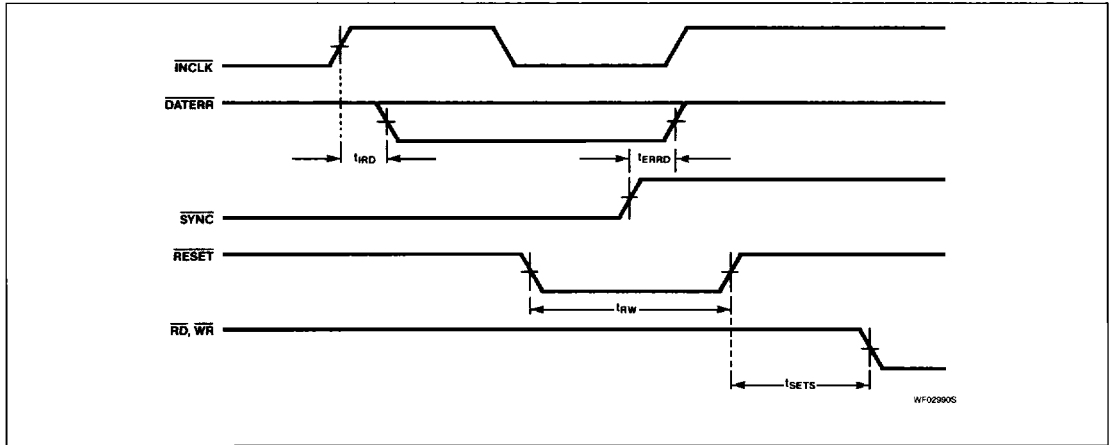 INCLK
DATERR
tIRD
tERRD
SYNC
RESET
tRW
RD, WR
tSETS
WF02990S